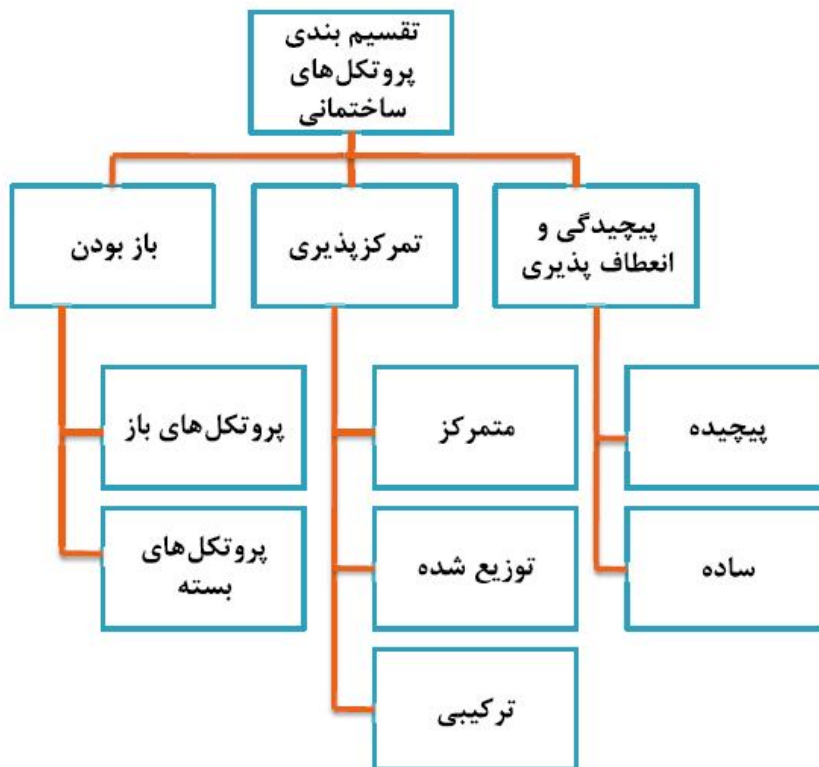 تقسیم بندی
پروتکل‌های
ساختمانی
پیچیدگی و
انعطاف پذیری
تمرکزپذیری
باز بودن
پیچیده
متمرکز
پروتکل‌های باز
ساده
توزیع شده
پروتکل‌های
بسته
ترکیبی